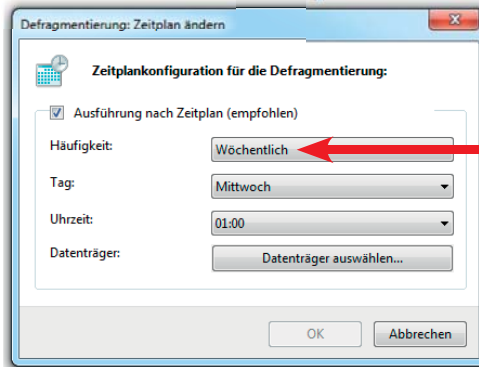 Defragmentierung: Zeitplan ändern
Zeitplankonfiguration für die Defragmentierung:
Ausführung nach Zeitplan (empfohlen)
Häufigkeit: Wöchentlich
Tag: Mittwoch
Uhrzeit: 01:00
Datenträger: Datenträger auswählen...
OK Abbrechen